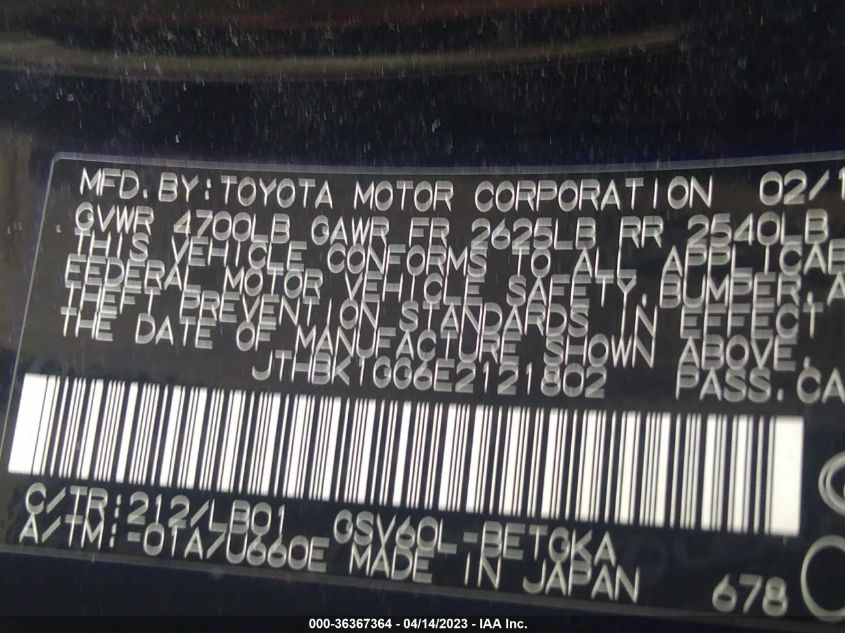 MFD. BY: TOYOTA MOTOR CORPORATION 02/1
GVWR 4700LB GAWR FR 2625LB RR 2540LB
THIS VEHICLE CONFORMS TO ALL APPLICAB
FEDERAL MOTOR VEHICLE SAFETY, BUMPER, A
THEFT PREVENTION STANDARDS IN EFFECT
THE DATE OF MANUFACTURE SHOWN ABOVE.
JTHBK1GG6E2121802 PASS. CA
C/TR: 212/LB01 GSV60L-BETGKA
A/TM: -01A/U660E MADE IN JAPAN 678
000-36367364 / 04/14/2023 - IAA Inc.